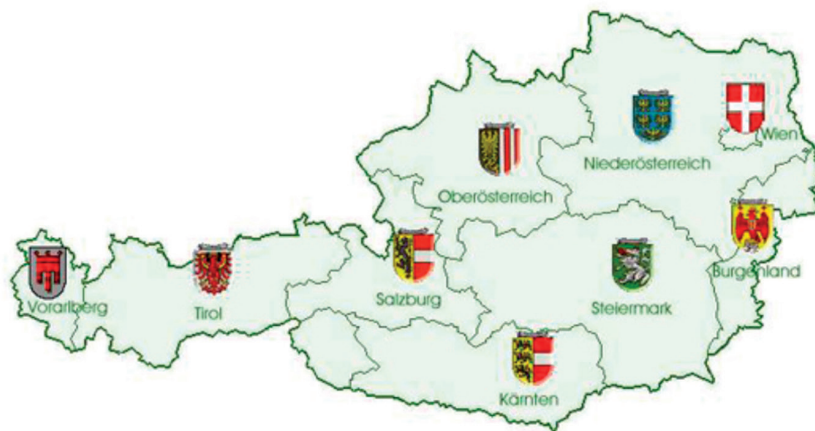 Wien
Niederösterreich
Oberösterreich
Burgenland
Vorarlberg
Tirol
Salzburg
Steiermark
Kärnten